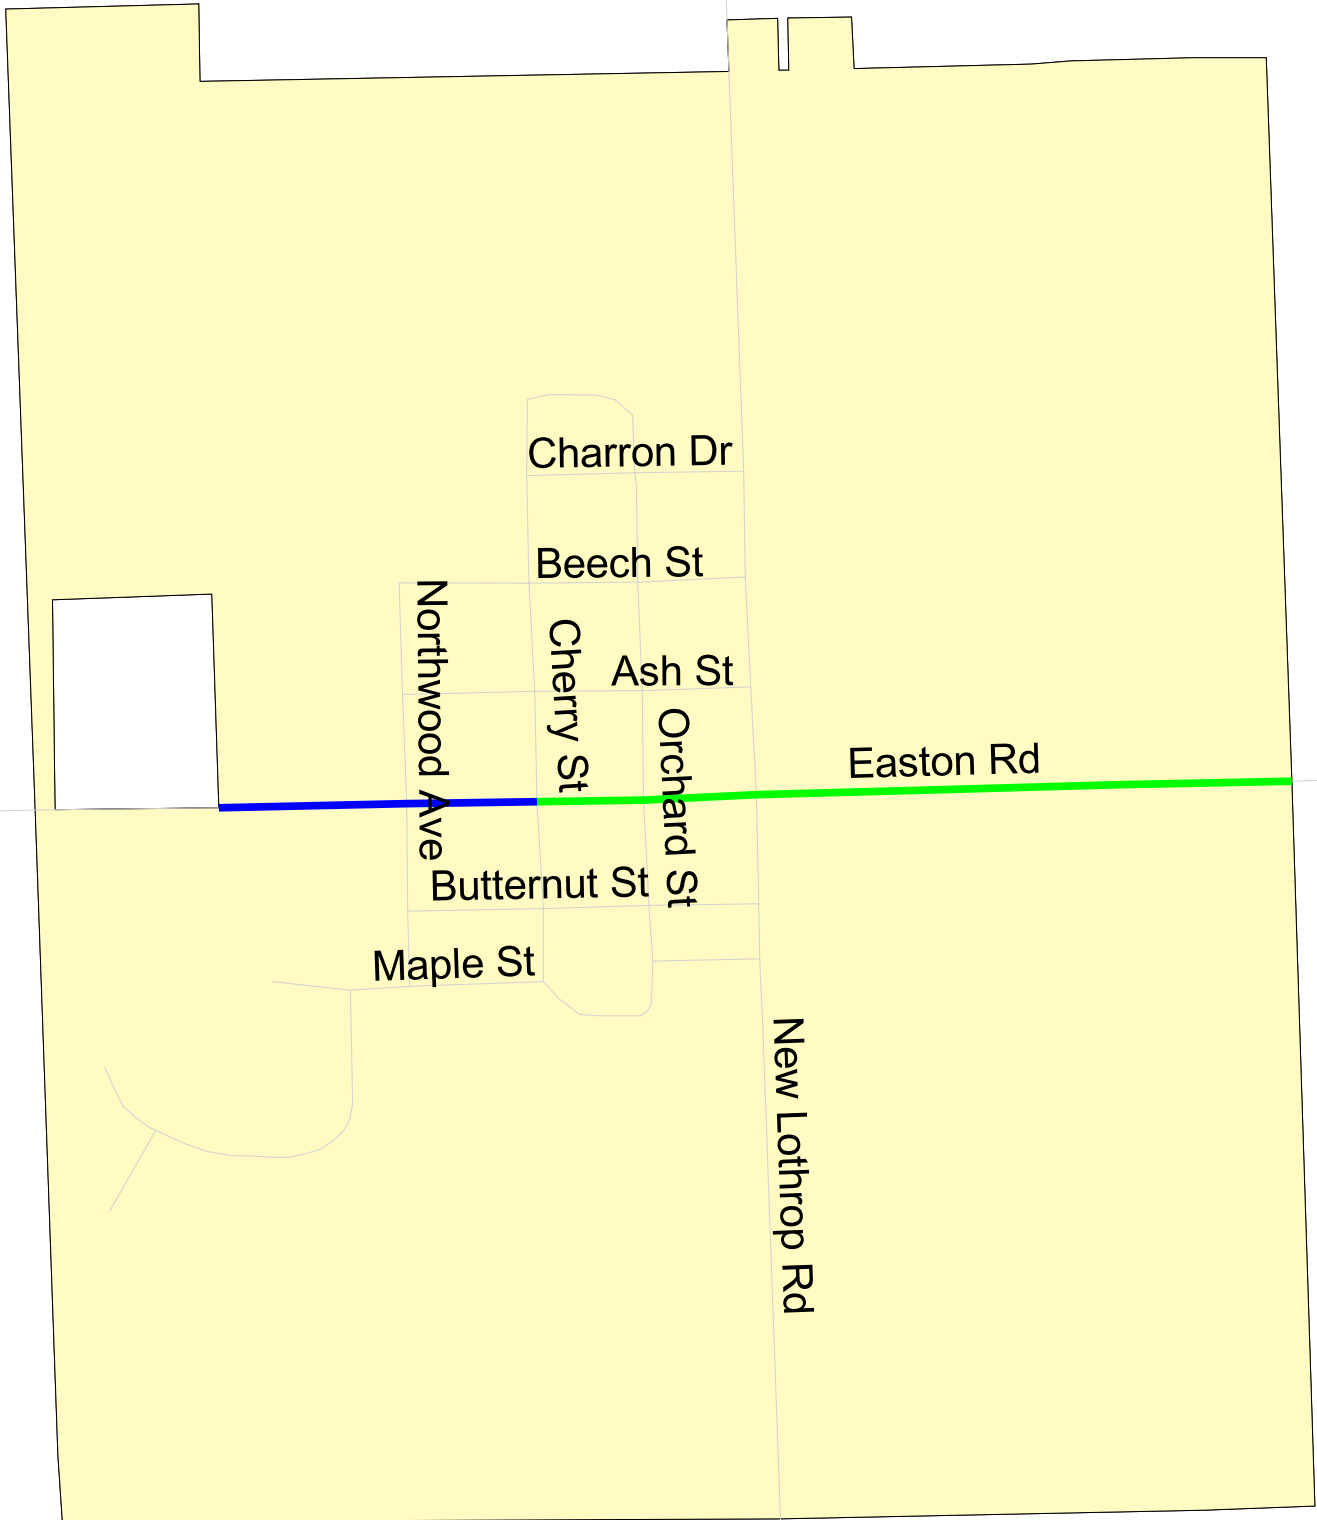 Charron Dr
Beech St
Northwood Ave
Cherry St
Ash St
Orchard St
Easton Rd
Butternut St
Maple St
New Lothrop Rd